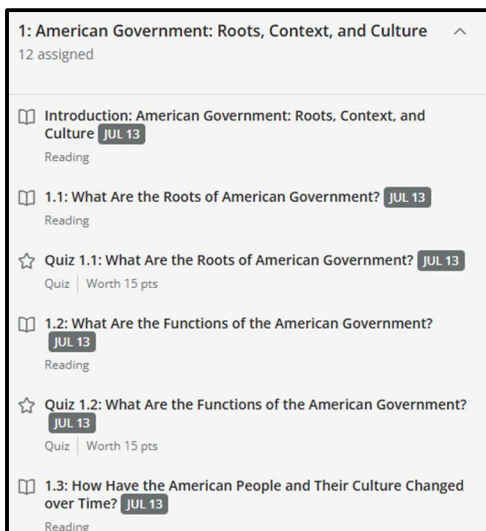 1: American Government: Roots, Context, and Culture
12 assigned
Introduction: American Government: Roots, Context, and
Culture JUL 13
Reading
1.1: What Are the Roots of American Government? JUL 13
Reading
Quiz 1.1: What Are the Roots of American Government? JUL 13
Quiz | Worth 15 pts
1.2: What Are the Functions of the American Government?
JUL 13
Reading
Quiz 1.2: What Are the Functions of the American Government?
JUL 13
Quiz | Worth 15 pts
1.3: How Have the American People and Their Culture Changed
over Time? JUL 13
Reading